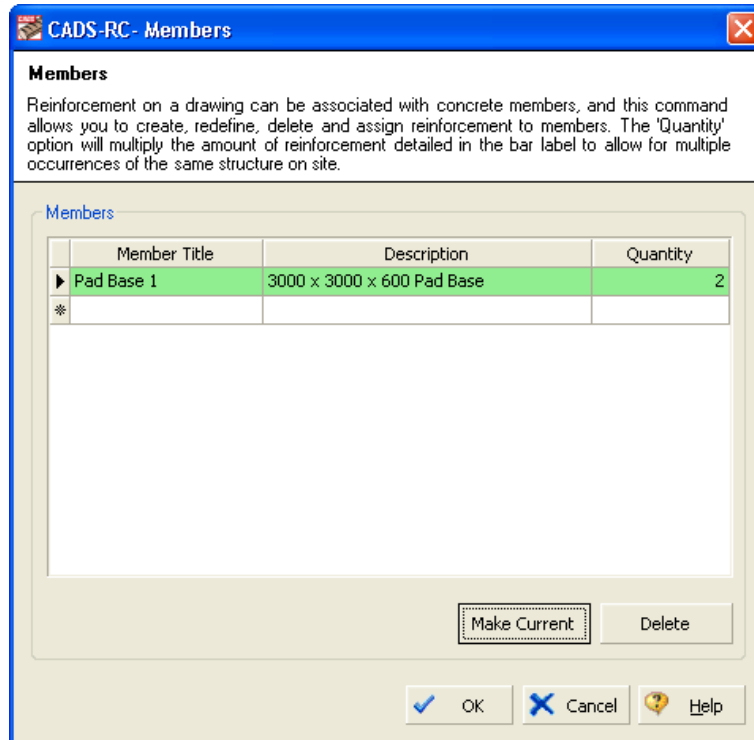 CADS-RC- Members
Members
Reinforcement on a drawing can be associated with concrete members, and this command
allows you to create, redefine, delete and assign reinforcement to members. The 'Quantity'
option will multiply the amount of reinforcement detailed in the bar label to allow for multiple
occurrences of the same structure on site.
Members
Member Title Description Quantity
Pad Base 1 3000 x 3000 x 600 Pad Base 2
Make Current Delete
OK Cancel Help